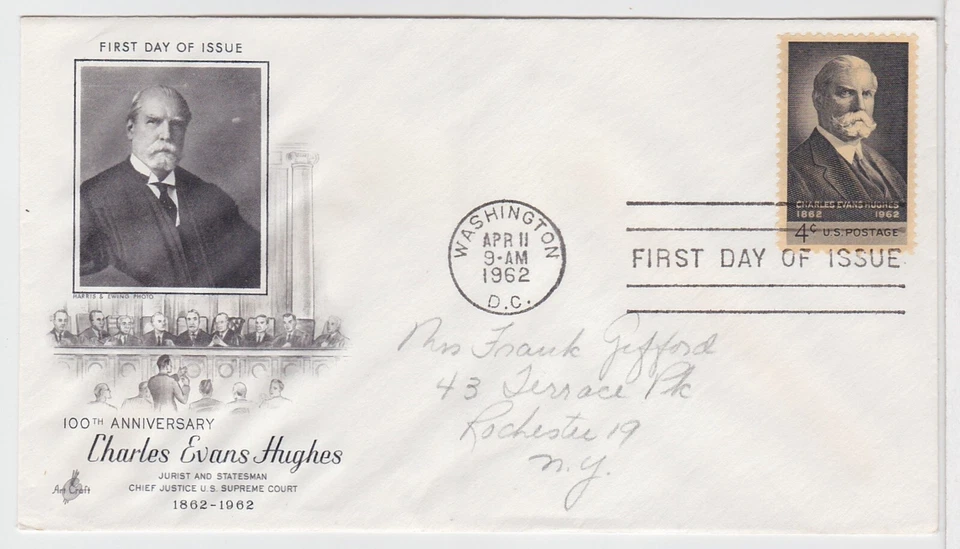 FIRST DAY OF ISSUE
HARRIS & EWING PHOTO
100TH ANNIVERSARY
Charles Evans Hughes
JURIST AND STATESMAN
CHIEF JUSTICE U.S. SUPREME COURT
1862-1962
Art Craft
WASHINGTON
APR 11
9-AM
1962
D.C.
CHARLES EVANS HUGHES
1862 1962
4c U.S. POSTAGE
FIRST DAY OF ISSUE
Mrs Frank Gifford
43 Terrace Pk
Rochester 19
N.Y.